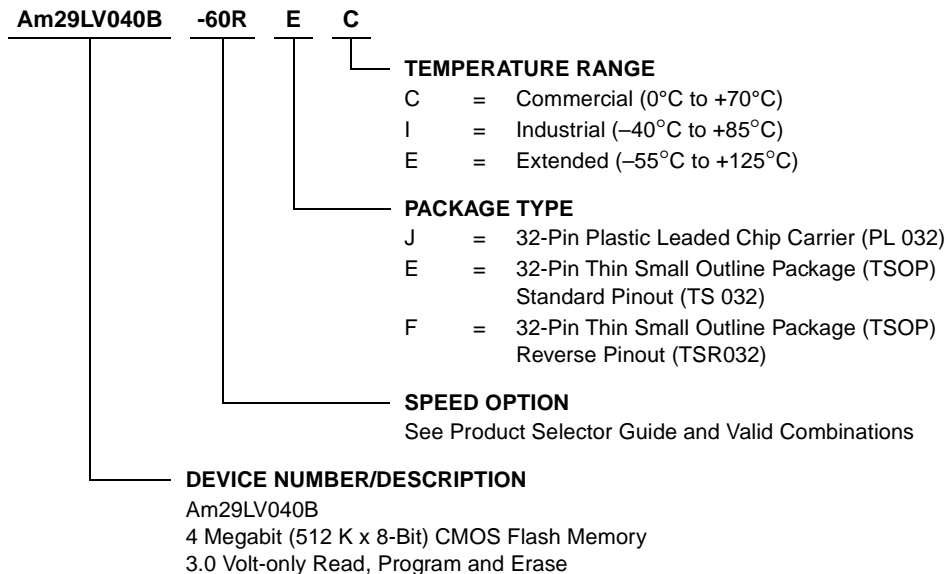 Am29LV040B -60R E C
TEMPERATURE RANGE
C = Commercial (0°C to +70°C)
I = Industrial (–40°C to +85°C)
E = Extended (–55°C to +125°C)
PACKAGE TYPE
J = 32-Pin Plastic Leaded Chip Carrier (PL 032)
E = 32-Pin Thin Small Outline Package (TSOP)
Standard Pinout (TS 032)
F = 32-Pin Thin Small Outline Package (TSOP)
Reverse Pinout (TSR032)
SPEED OPTION
See Product Selector Guide and Valid Combinations
DEVICE NUMBER/DESCRIPTION
Am29LV040B
4 Megabit (512 K x 8-Bit) CMOS Flash Memory
3.0 Volt-only Read, Program and Erase